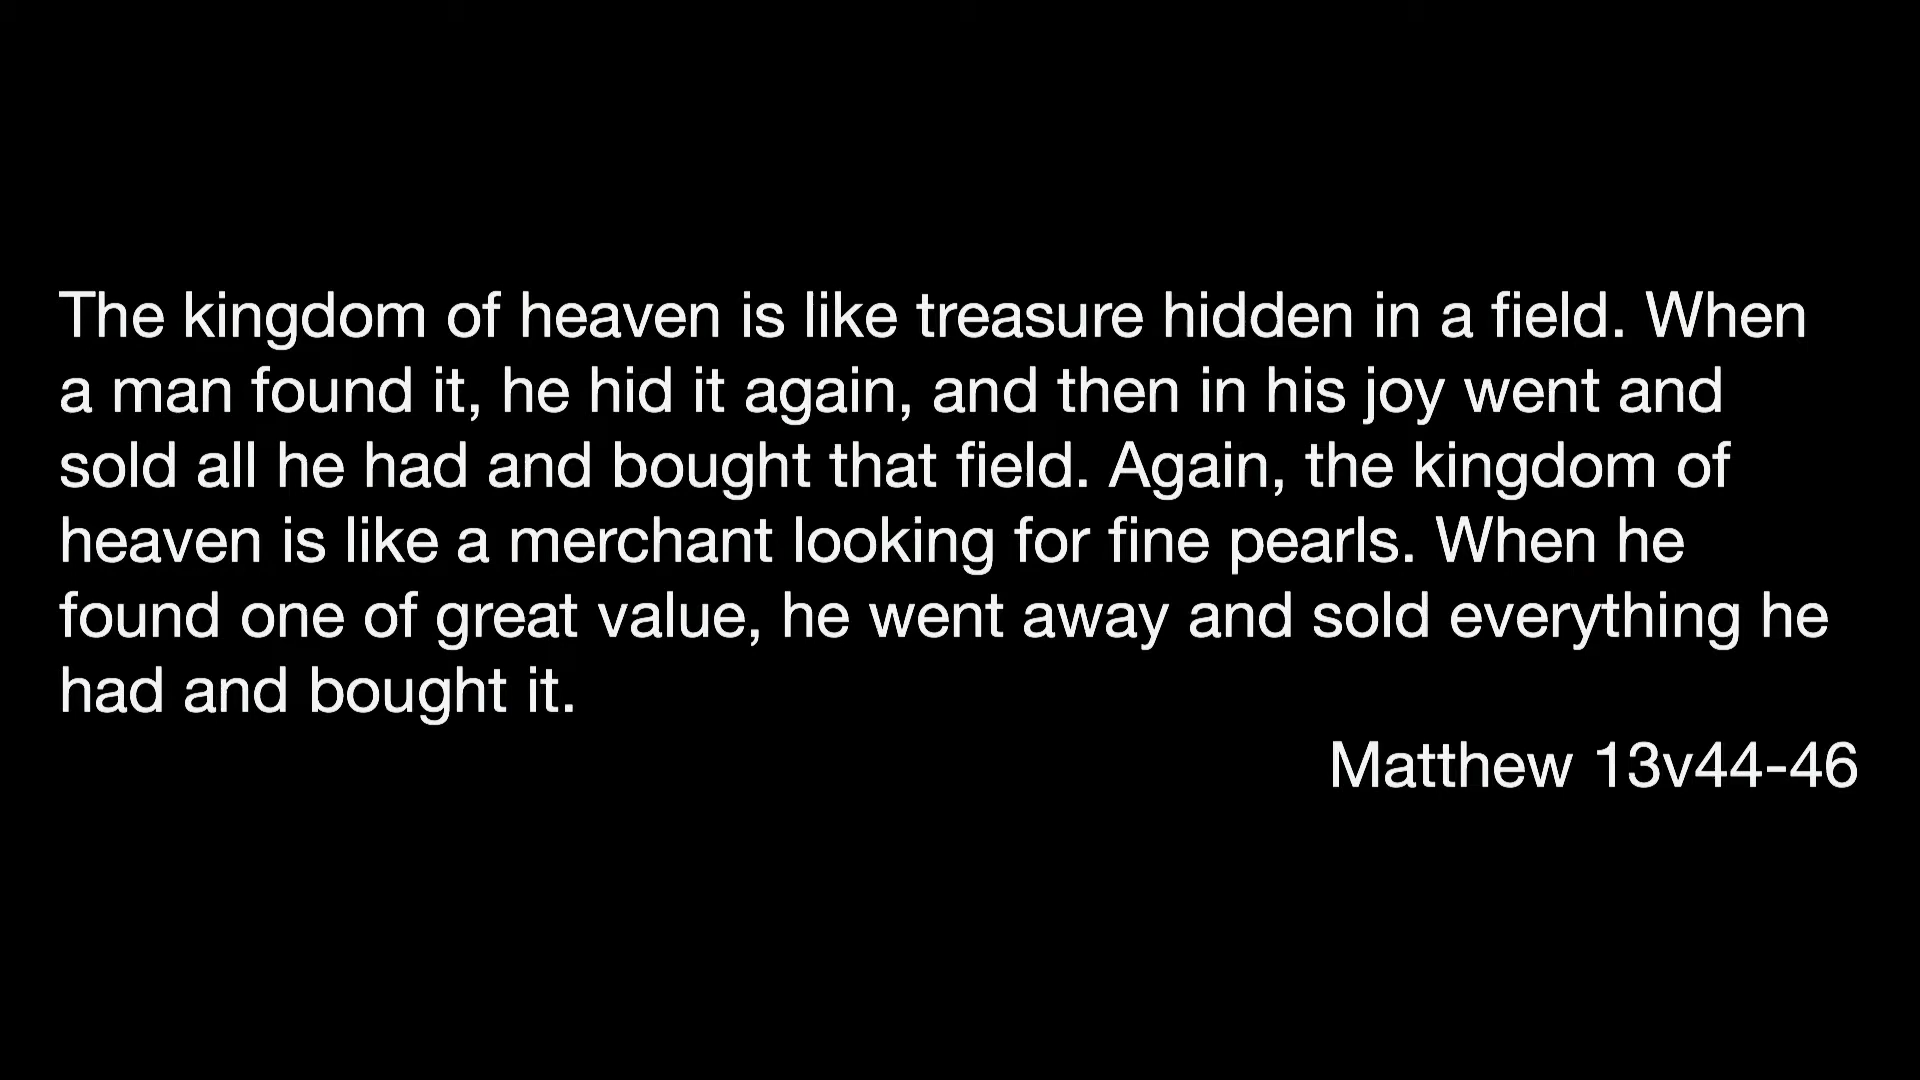 The kingdom of heaven is like treasure hidden in a field. When
a man found it, he hid it again, and then in his joy went and
sold all he had and bought that field. Again, the kingdom of
heaven is like a merchant looking for fine pearls. When he
found one of great value, he went away and sold everything he
had and bought it.
Matthew 13v44-46